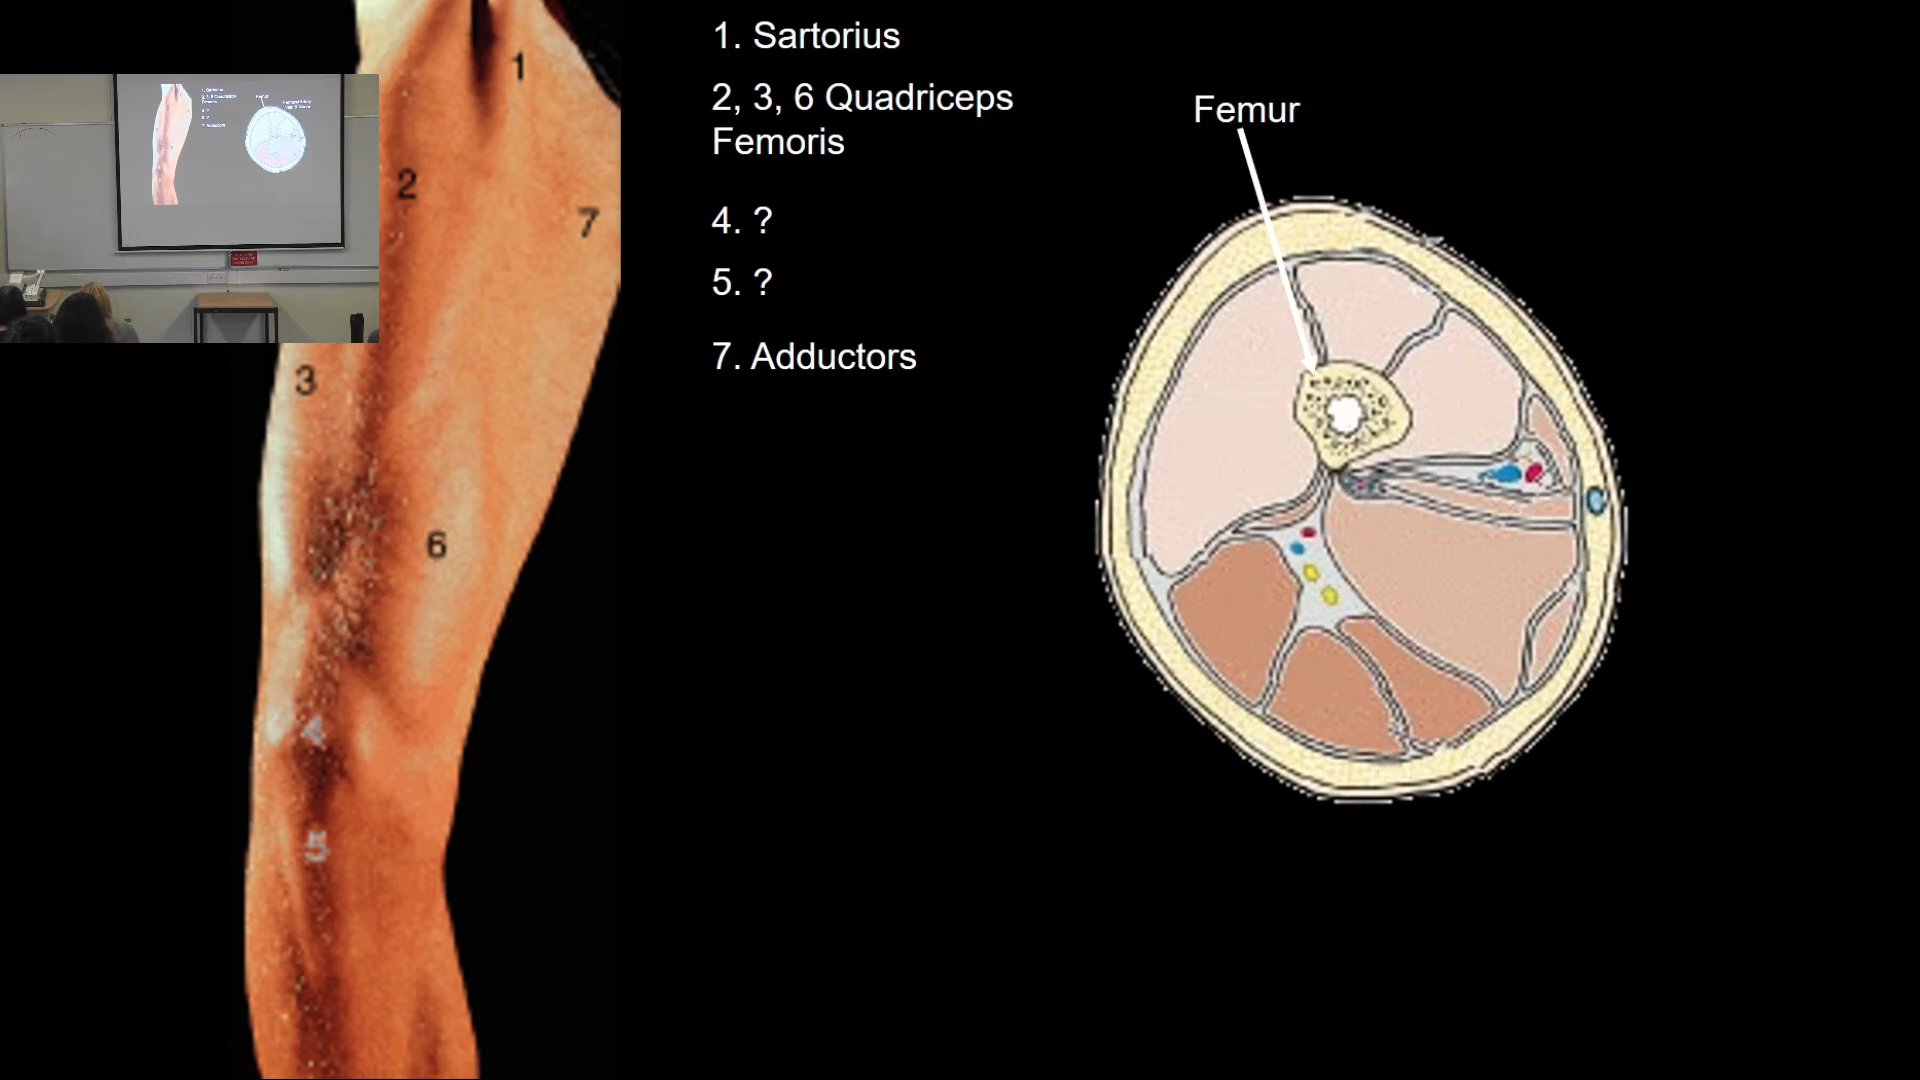 1. Sartorius
2, 3, 6 Quadriceps
Femoris
4. ?
5. ?
7. Adductors
Femur
1
2
7
3
6
4
5